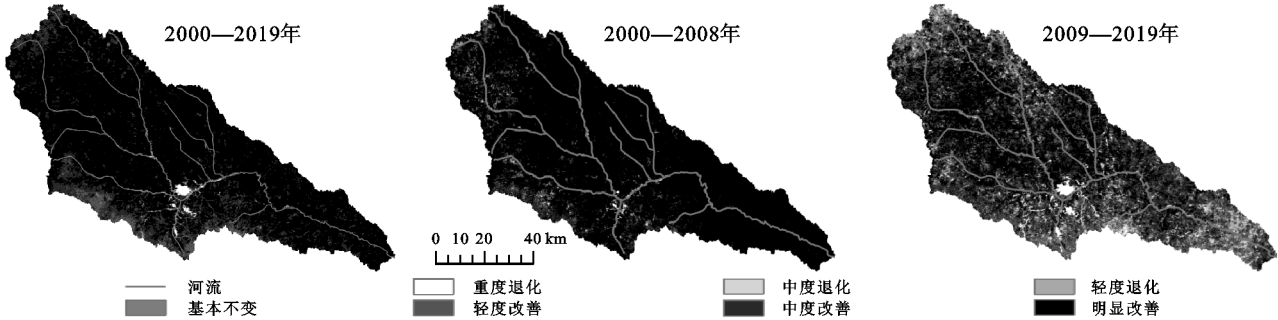 2000—2019年
2000—2008年
2009—2019年
0 10 20 40 km
河流
重度退化
中度退化
轻度退化
基本不变
轻度改善
中度改善
明显改善